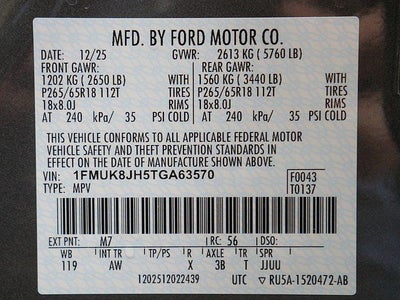 MFD. BY FORD MOTOR CO.
DATE: 12/25 GVWR: 2613 KG ( 5760 LB)
FRONT GAWR: REAR GAWR:
1202 KG ( 2650 LB) WITH 1560 KG ( 3440 LB) WITH
P265/65R18 112T TIRES P265/65R18 112T TIRES
18x8.0J RIMS 18x8.0J RIMS
AT 240 kPa/ 35 PSI COLD AT 240 kPa/ 35 PSI COLD
THIS VEHICLE CONFORMS TO ALL APPLICABLE FEDERAL MOTOR
VEHICLE SAFETY AND THEFT PREVENTION STANDARDS IN
EFFECT ON THE DATE OF MANUFACTURE SHOWN ABOVE.
VIN: 1FMUK8JH5TGA63570 F0043
TYPE: MPV T0137
EXT PNT: M7 RC: 56 DSO:
WB INT TR TP/PS R AXLE TR SPR
119 AW X 3B T JJUU
1202512022439 UTC ▽ RU5A-1520472-AB